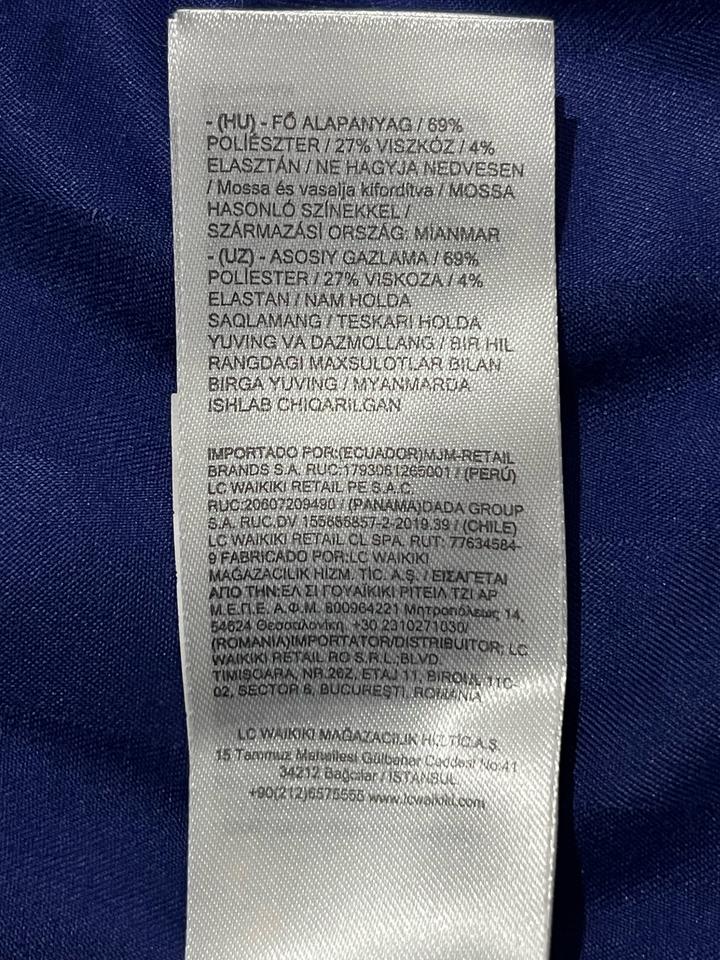 - (HU) - FŐ ALAPANYAG / 69%
POLIÉSZTER / 27% VISZKÓZ / 4%
ELASZTÁN / NE HAGYJA NEDVESEN
/ Mossa és vasalja kifordítva / MOSSA
HASONLÓ SZÍNEKKEL /
SZÁRMAZÁSI ORSZÁG: MİANMAR
- (UZ) - ASOSIY GAZLAMA / 69%
POLİESTER / 27% VISKOZA / 4%
ELASTAN / NAM HOLDA
SAQLAMANG / TESKARI HOLDA
YUVING VA DAZMOLLANG / BIR HIL
RANGDAGI MAXSULOTLAR BILAN
BIRGA YUVING / MYANMARDA
ISHLAB CHIQARILGAN
IMPORTADO POR:(ECUADOR)MJM-RETAIL
BRANDS S.A. RUC:1793061265001 / (PERÚ)
LC WAIKIKI RETAIL PE S.A.C.
RUC:20607209490 / (PANAMA)DADA GROUP
S.A. RUC.DV 155685857-2-2019.39 / (CHILE)
LC WAIKIKI RETAIL CL SPA. RUT: 77634584-
9 FABRICADO POR:LC WAIKIKI
MAĞAZACILIK HİZM. TİC. A.Ş. / ΕΙΣΑΓΕΤΑΙ
ΑΠΟ ΤΗΝ:ΕΛ ΣΙ ΓΟΥΑΪΚΙΚΙ ΡΙΤΕΙΛ ΤΖΙ ΑΡ
Μ.Ε.Π.Ε. Α.Φ.Μ. 800964221 Μητροπόλεως 14,
54624 Θεσσαλονίκη, +30 2310271030/
(ROMANIA)IMPORTATOR/DISTRIBUITOR; LC
WAIKIKI RETAIL RO S.R.L.;BLVD.
TIMISOARA, NR.26Z, ETAJ 11, BIROUL 11C-
02, SECTOR 6, BUCUREŞTI, ROMÂNIA
LC WAIKIKI MAĞAZACILIK HİZ.TİC.A.Ş.
15 Temmuz Mahallesi Gülbahar Caddesi No:41
34212 Bağcılar / İSTANBUL
+90(212)6575555 www.lcwaikiki.com